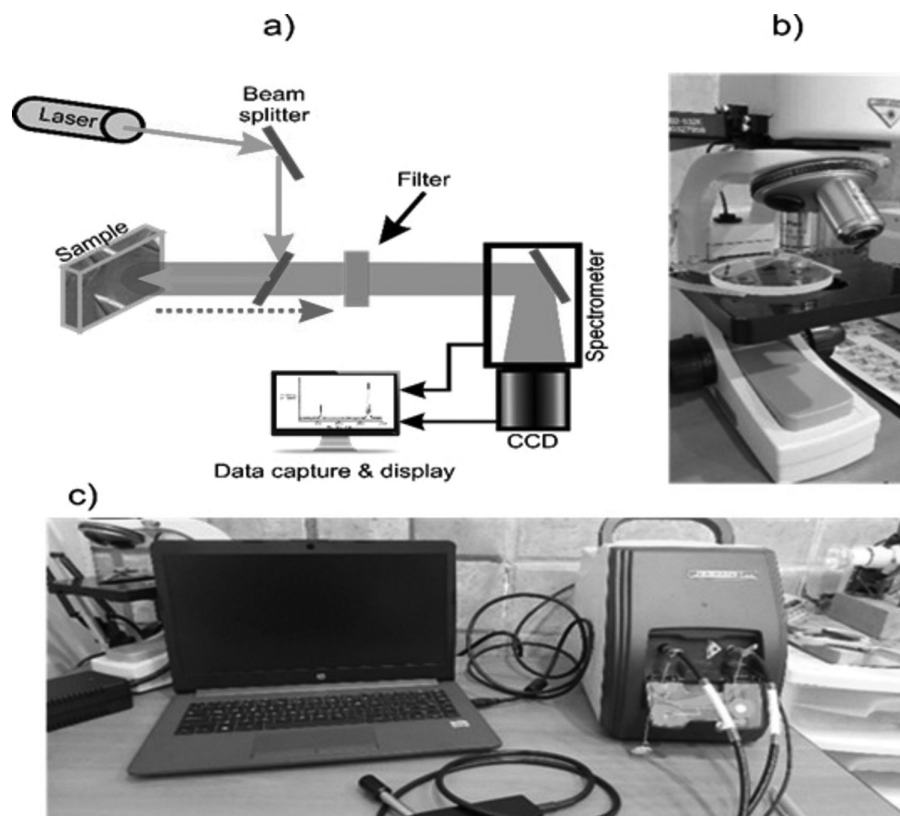 a)
b)
Laser
Beam
splitter
Filter
Sample
Spectrometer
CCD
Data capture & display
c)